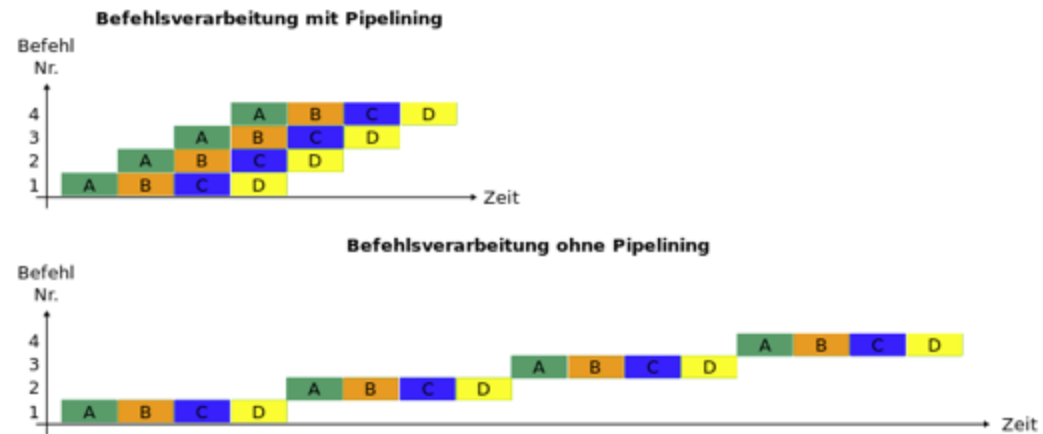 Befehlsverarbeitung mit Pipelining
Befehl
Nr.
4 A B C D
3 A B C D
2 A B C D
1 A B C D
Zeit
Befehlsverarbeitung ohne Pipelining
Befehl
Nr.
4 A B C D
3 A B C D
2 A B C D
1 A B C D
Zeit